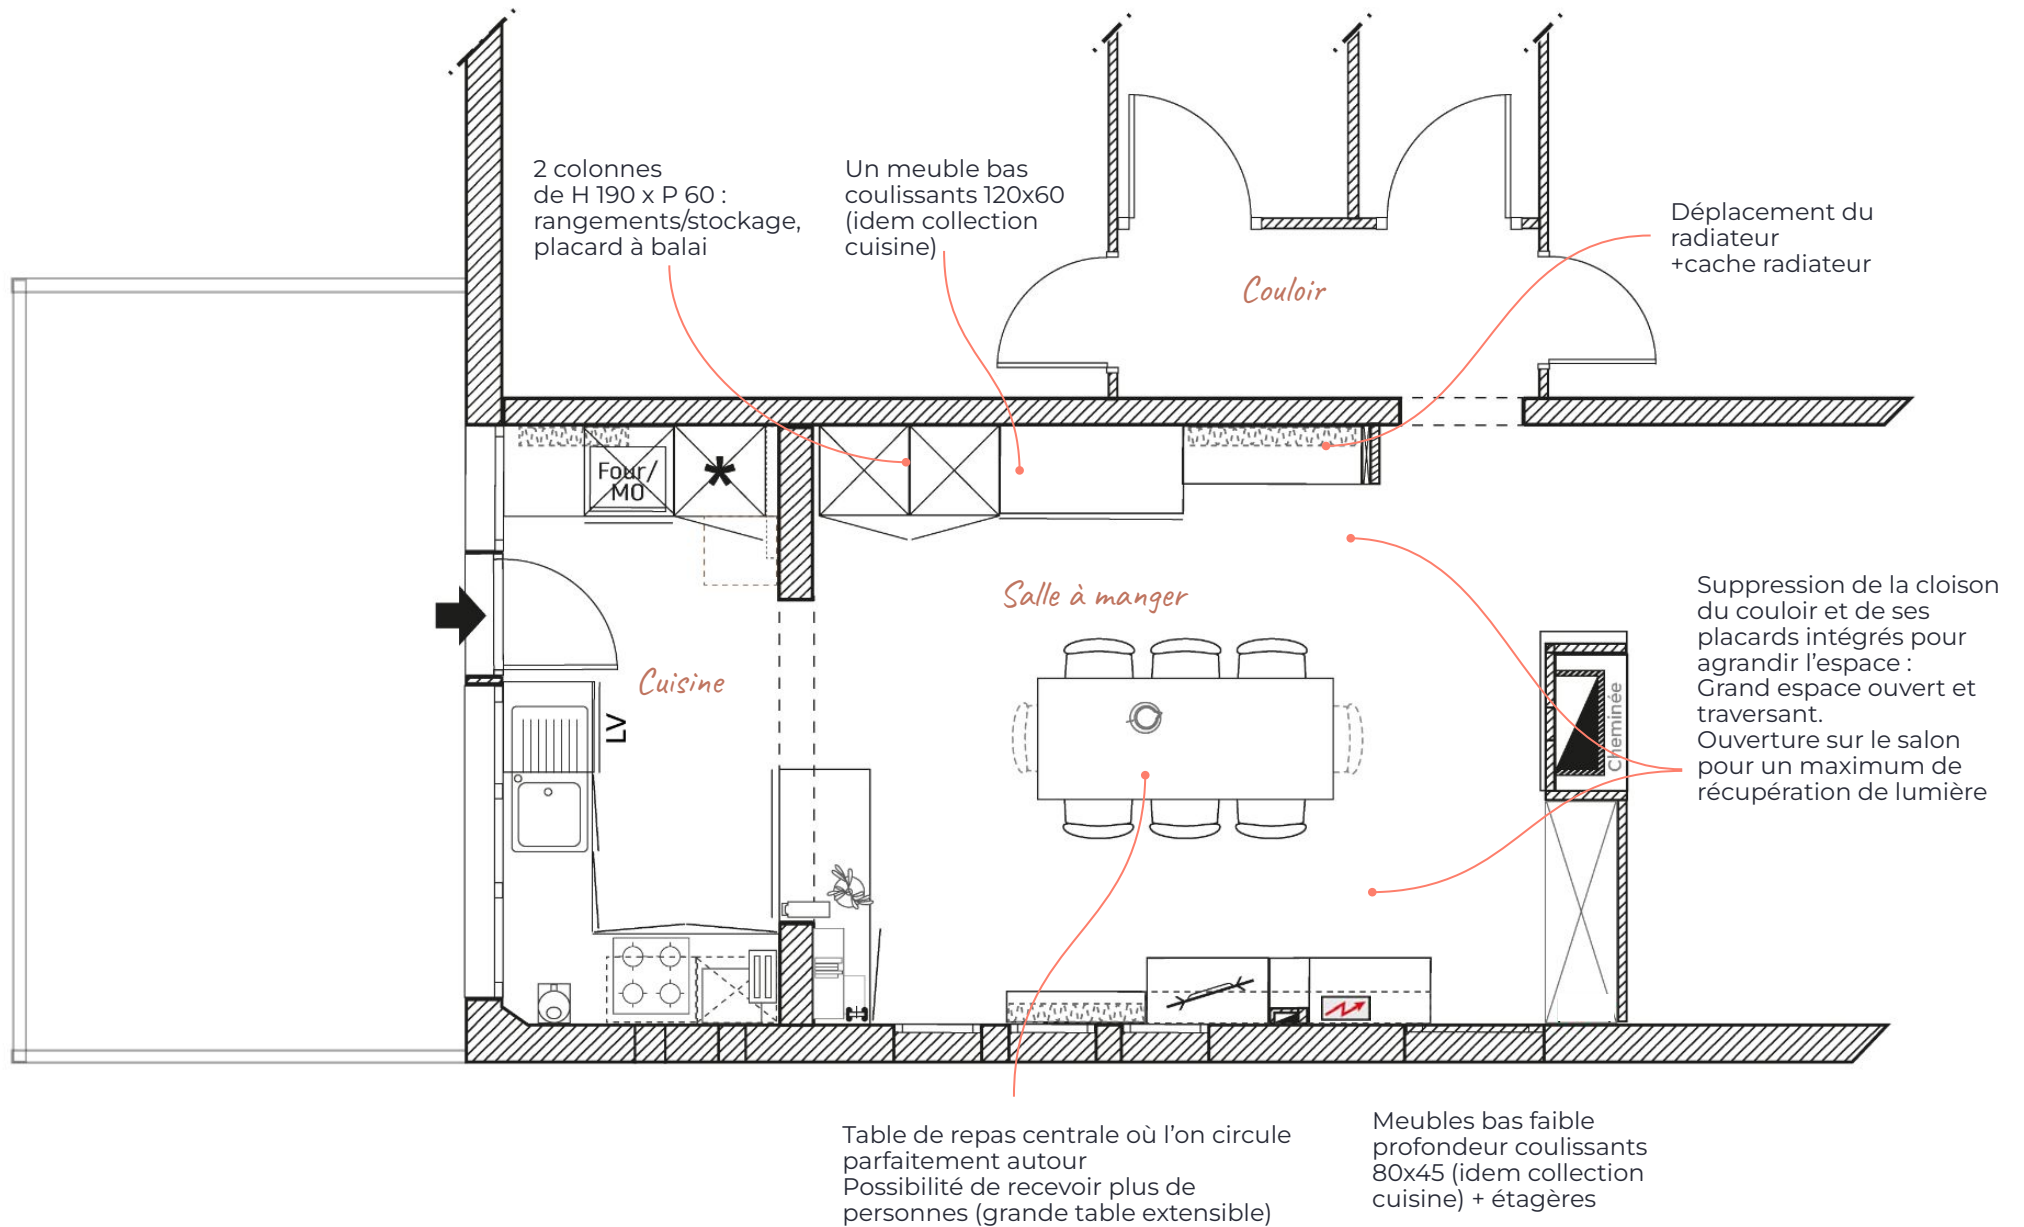 2 colonnes
de H 190 x P 60 :
rangements/stockage,
placard à balai
Un meuble bas
coulissants 120x60
(idem collection
cuisine)
Déplacement du
radiateur
+cache radiateur
Couloir
Four/
MO
*
Salle à manger
Cuisine
LV
Cheminée
Suppression de la cloison
du couloir et de ses
placards intégrés pour
agrandir l’espace :
Grand espace ouvert et
traversant.
Ouverture sur le salon
pour un maximum de
récupération de lumière
Table de repas centrale où l’on circule
parfaitement autour
Possibilité de recevoir plus de
personnes (grande table extensible)
Meubles bas faible
profondeur coulissants
80x45 (idem collection
cuisine) + étagères